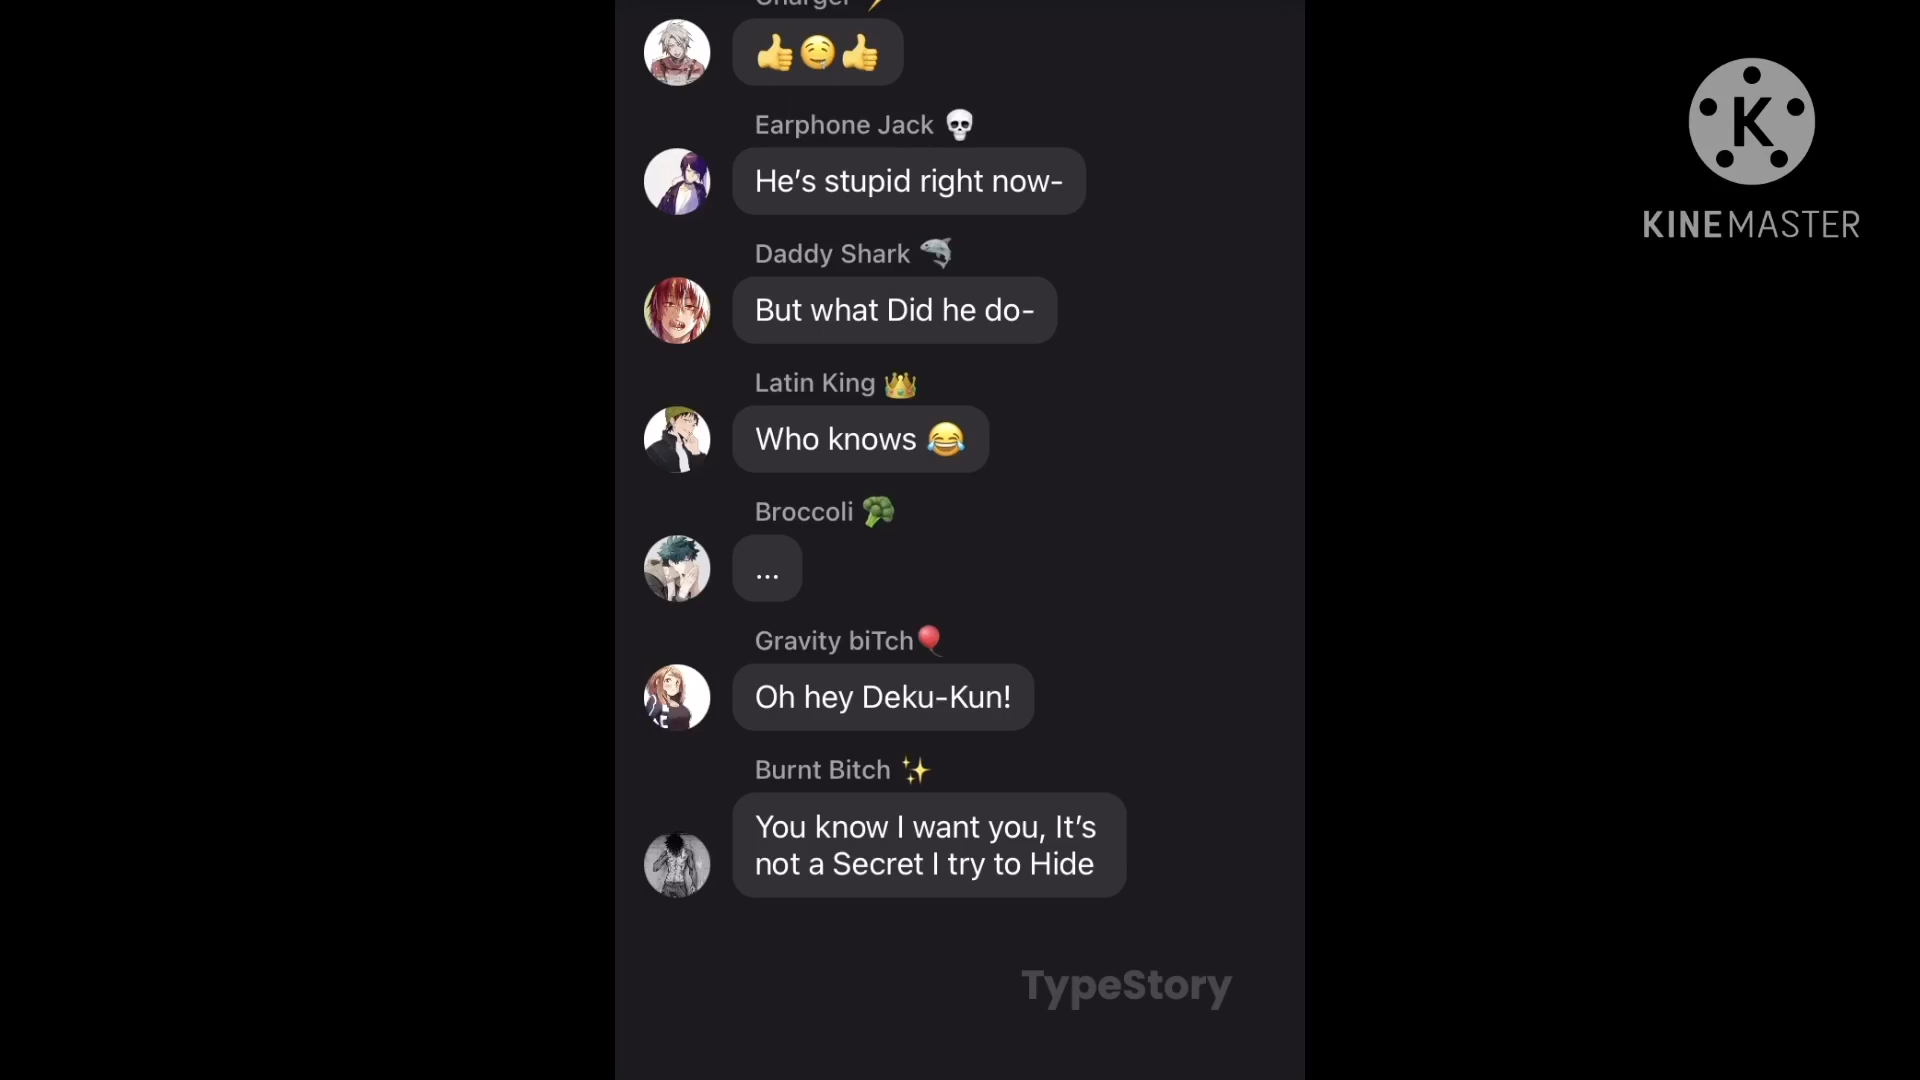 Charger ⚡
👍🤤👍
Earphone Jack 💀
He's stupid right now-
Daddy Shark 🦈
But what Did he do-
Latin King 👑
Who knows 😂
Broccoli 🥦
...
Gravity biTch🎈
Oh hey Deku-Kun!
Burnt Bitch ✨
You know I want you, It's
not a Secret I try to Hide
TypeStory
K
KINEMASTER